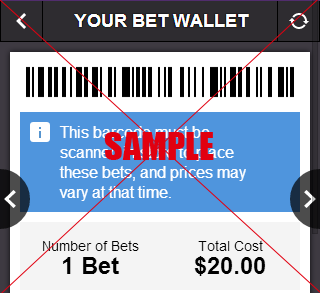 YOUR BET WALLET
This barcode must be
scanned to place
these bets, and prices may
vary at that time.
SAMPLE
Number of Bets
Total Cost
1 Bet
$20.00